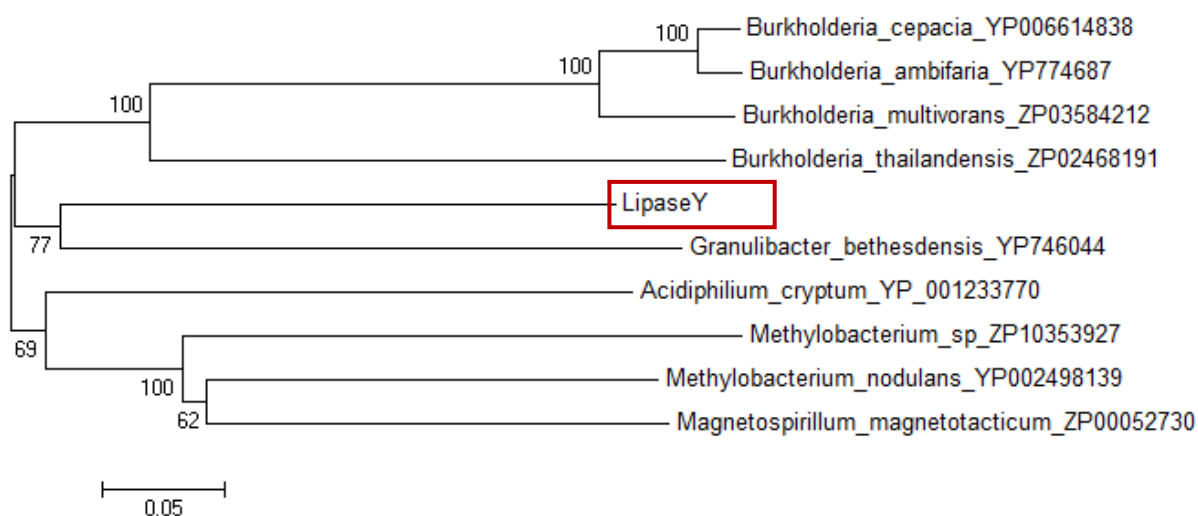 100
Burkholderia_cepacia_YP006614838
100
Burkholderia_ambifaria_YP774687
100
Burkholderia_multivorans_ZP03584212
Burkholderia_thailandensis_ZP02468191
LipaseY
77
Granulibacter_bethesdensis_YP746044
Acidiphilium_cryptum_YP_001233770
69
Methylobacterium_sp_ZP10353927
100
Methylobacterium_nodulans_YP002498139
62
Magnetospirillum_magnetotacticum_ZP00052730
0.05